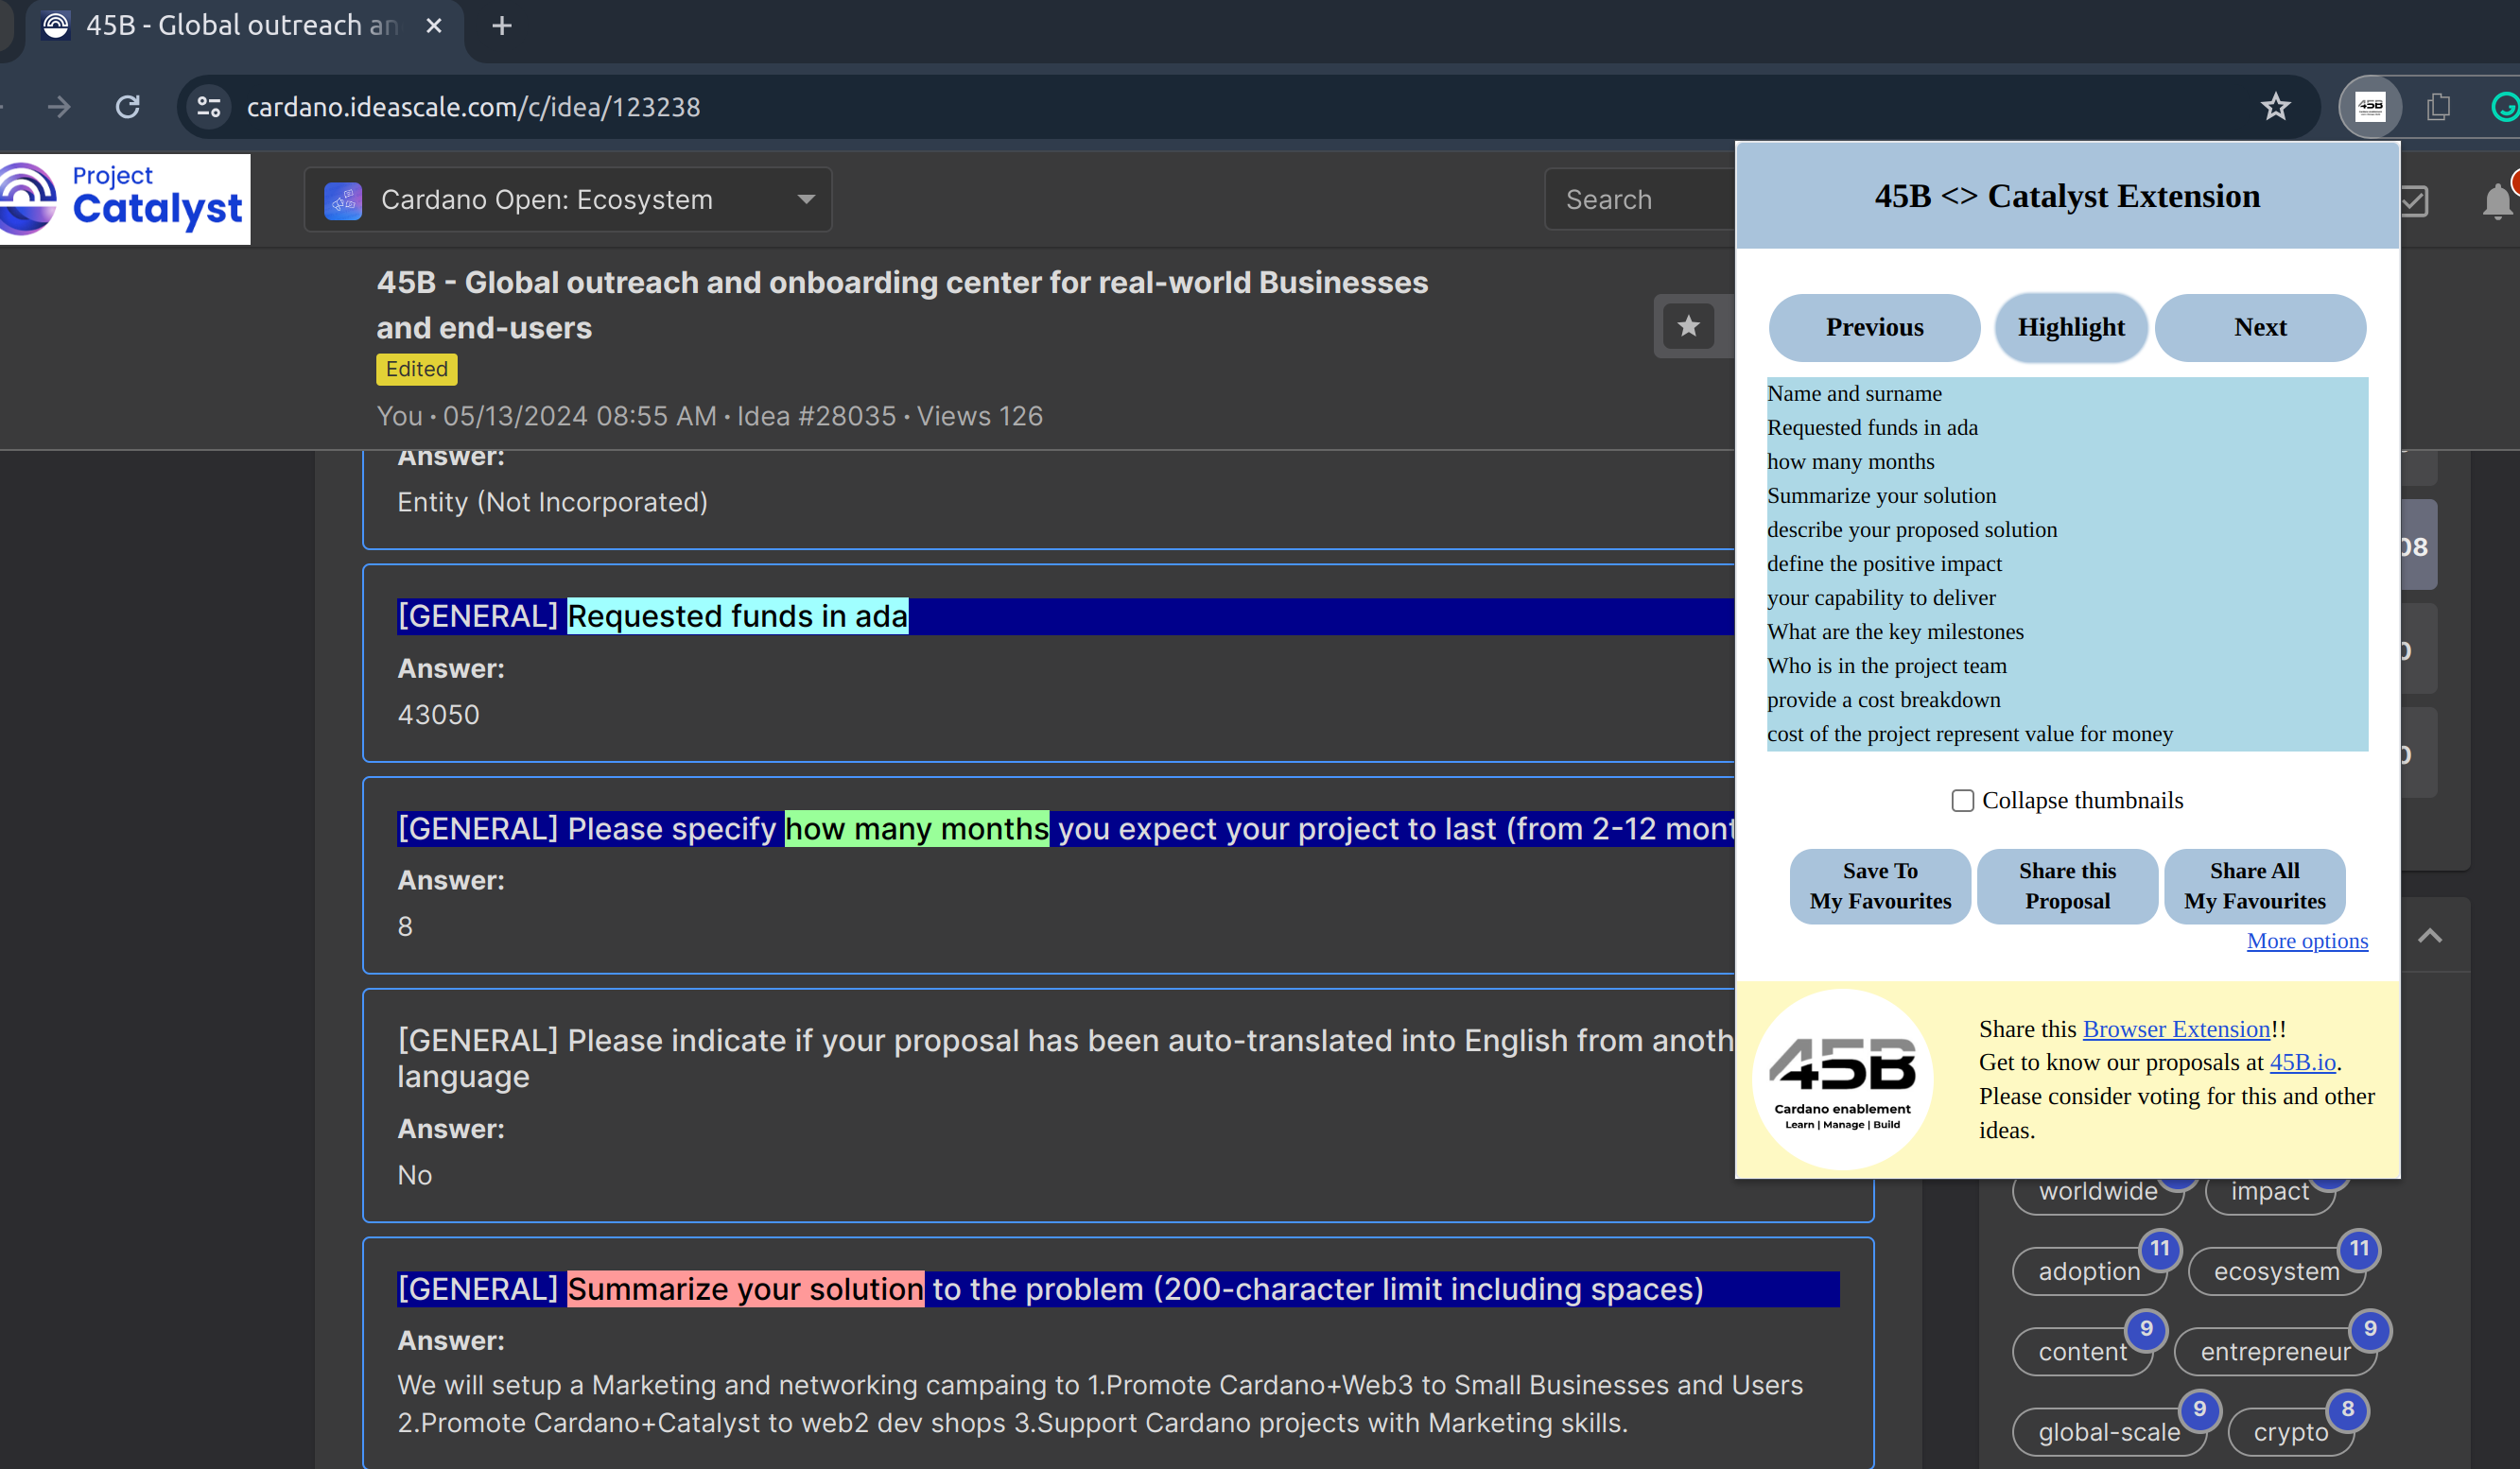 45B - Global outreach an
cardano.ideascale.com/c/idea/123238
45B
Project
Catalyst
Cardano Open: Ecosystem
Search
45B - Global outreach and onboarding center for real-world Businesses
and end-users
Edited
You · 05/13/2024 08:55 AM · Idea #28035 · Views 126
Answer:
Entity (Not Incorporated)
[GENERAL] Requested funds in ada
Answer:
43050
[GENERAL] Please specify how many months you expect your project to last (from 2-12 mont
Answer:
8
[GENERAL] Please indicate if your proposal has been auto-translated into English from anoth
language
Answer:
No
[GENERAL] Summarize your solution to the problem (200-character limit including spaces)
Answer:
We will setup a Marketing and networking campaing to 1.Promote Cardano+Web3 to Small Businesses and Users
2.Promote Cardano+Catalyst to web2 dev shops 3.Support Cardano projects with Marketing skills.
45B <> Catalyst Extension
Previous
Highlight
Next
Name and surname
Requested funds in ada
how many months
Summarize your solution
describe your proposed solution
define the positive impact
your capability to deliver
What are the key milestones
Who is in the project team
provide a cost breakdown
cost of the project represent value for money
Collapse thumbnails
Save To
My Favourites
Share this
Proposal
Share All
My Favourites
More options
45B
Cardano enablement
Learn | Manage | Build
Share this Browser Extension!!
Get to know our proposals at 45B.io.
Please consider voting for this and other
ideas.
08
worldwide
impact
adoption 11
ecosystem 11
content 9
entrepreneur 9
global-scale 9
crypto 8